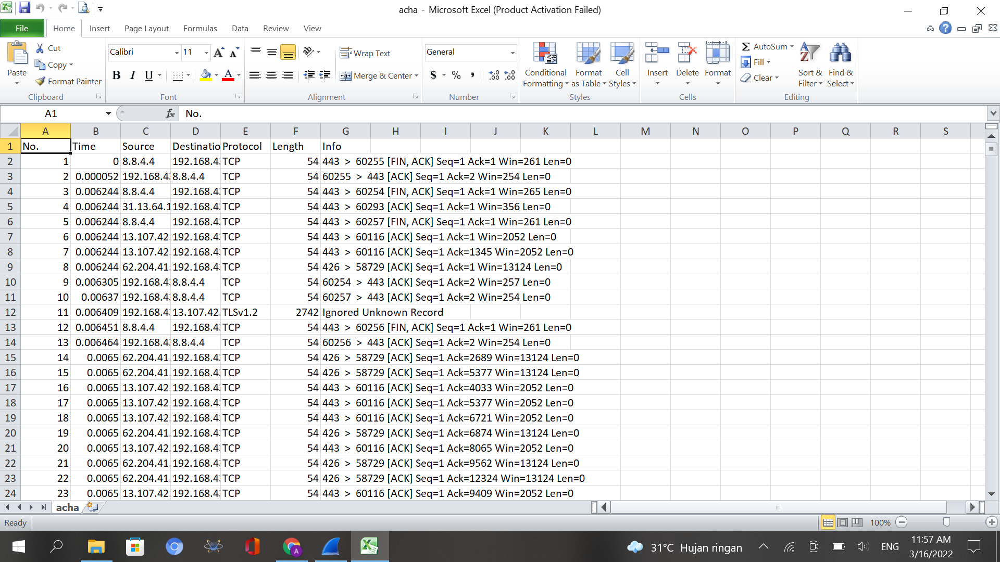 acha - Microsoft Excel (Product Activation Failed)
File Home Insert Page Layout Formulas Data Review View
Paste
Cut
Copy
Format Painter
Clipboard
Calibri 11
B I U
Font
Wrap Text
Merge & Center
Alignment
General
$ % ,
Number
Conditional Formatting
Format as Table
Cell Styles
Styles
Insert Delete Format
Cells
AutoSum
Fill
Clear
Sort & Filter
Find & Select
Editing
A1 fx No.
A B C D E F G H I J K L M N O P Q R S
1 No. Time Source Destinatio Protocol Length Info
2 1 0 8.8.4.4 192.168.43 TCP 54 443 > 60255 [FIN, ACK] Seq=1 Ack=1 Win=261 Len=0
3 2 0.000052 192.168.43 8.8.4.4 TCP 54 60255 > 443 [ACK] Seq=1 Ack=2 Win=254 Len=0
4 3 0.006244 8.8.4.4 192.168.43 TCP 54 443 > 60254 [FIN, ACK] Seq=1 Ack=1 Win=265 Len=0
5 4 0.006244 31.13.64.1 192.168.43 TCP 54 443 > 60293 [ACK] Seq=1 Ack=1 Win=356 Len=0
6 5 0.006244 8.8.4.4 192.168.43 TCP 54 443 > 60257 [FIN, ACK] Seq=1 Ack=1 Win=261 Len=0
7 6 0.006244 13.107.42. 192.168.43 TCP 54 443 > 60116 [ACK] Seq=1 Ack=1 Win=2052 Len=0
8 7 0.006244 13.107.42. 192.168.43 TCP 54 443 > 60116 [ACK] Seq=1 Ack=1345 Win=2052 Len=0
9 8 0.006244 62.204.41. 192.168.43 TCP 54 426 > 58729 [ACK] Seq=1 Ack=1 Win=13124 Len=0
10 9 0.006305 192.168.43 8.8.4.4 TCP 54 60254 > 443 [ACK] Seq=1 Ack=2 Win=257 Len=0
11 10 0.00637 192.168.43 8.8.4.4 TCP 54 60257 > 443 [ACK] Seq=1 Ack=2 Win=254 Len=0
12 11 0.006409 192.168.43 13.107.42. TLSv1.2 2742 Ignored Unknown Record
13 12 0.006451 8.8.4.4 192.168.43 TCP 54 443 > 60256 [FIN, ACK] Seq=1 Ack=1 Win=261 Len=0
14 13 0.006464 192.168.43 8.8.4.4 TCP 54 60256 > 443 [ACK] Seq=1 Ack=2 Win=254 Len=0
15 14 0.0065 62.204.41. 192.168.43 TCP 54 426 > 58729 [ACK] Seq=1 Ack=2689 Win=13124 Len=0
16 15 0.0065 62.204.41. 192.168.43 TCP 54 426 > 58729 [ACK] Seq=1 Ack=5377 Win=13124 Len=0
17 16 0.0065 13.107.42. 192.168.43 TCP 54 443 > 60116 [ACK] Seq=1 Ack=4033 Win=2052 Len=0
18 17 0.0065 13.107.42. 192.168.43 TCP 54 443 > 60116 [ACK] Seq=1 Ack=5377 Win=2052 Len=0
19 18 0.0065 13.107.42. 192.168.43 TCP 54 443 > 60116 [ACK] Seq=1 Ack=6721 Win=2052 Len=0
20 19 0.0065 62.204.41. 192.168.43 TCP 54 426 > 58729 [ACK] Seq=1 Ack=6874 Win=13124 Len=0
21 20 0.0065 13.107.42. 192.168.43 TCP 54 443 > 60116 [ACK] Seq=1 Ack=8065 Win=2052 Len=0
22 21 0.0065 62.204.41. 192.168.43 TCP 54 426 > 58729 [ACK] Seq=1 Ack=9562 Win=13124 Len=0
23 22 0.0065 62.204.41. 192.168.43 TCP 54 426 > 58729 [ACK] Seq=1 Ack=12324 Win=13124 Len=0
24 23 0.0065 13.107.42. 192.168.43 TCP 54 443 > 60116 [ACK] Seq=1 Ack=9409 Win=2052 Len=0
acha
Ready 100%
31°C Hujan ringan ENG
11:57 AM
3/16/2022